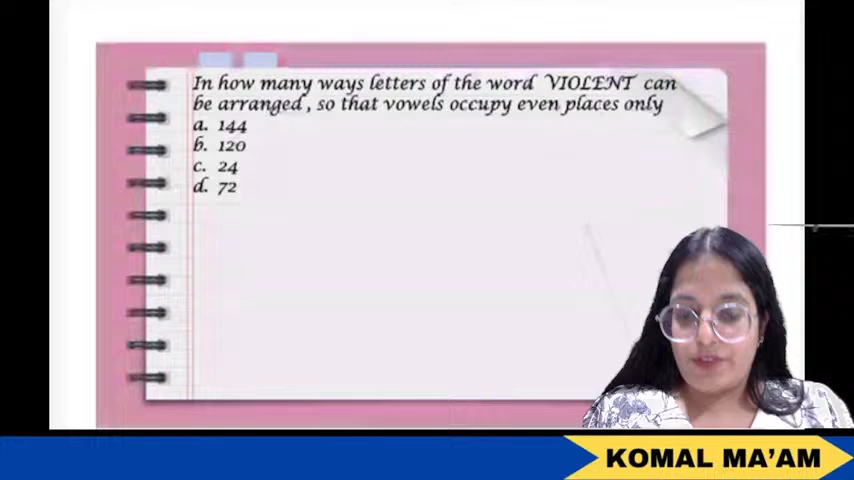 In how many ways letters of the word VIOLENT can
be arranged, so that vowels occupy even places only
a. 144
b. 120
c. 24
d. 72
KOMAL MA'AM